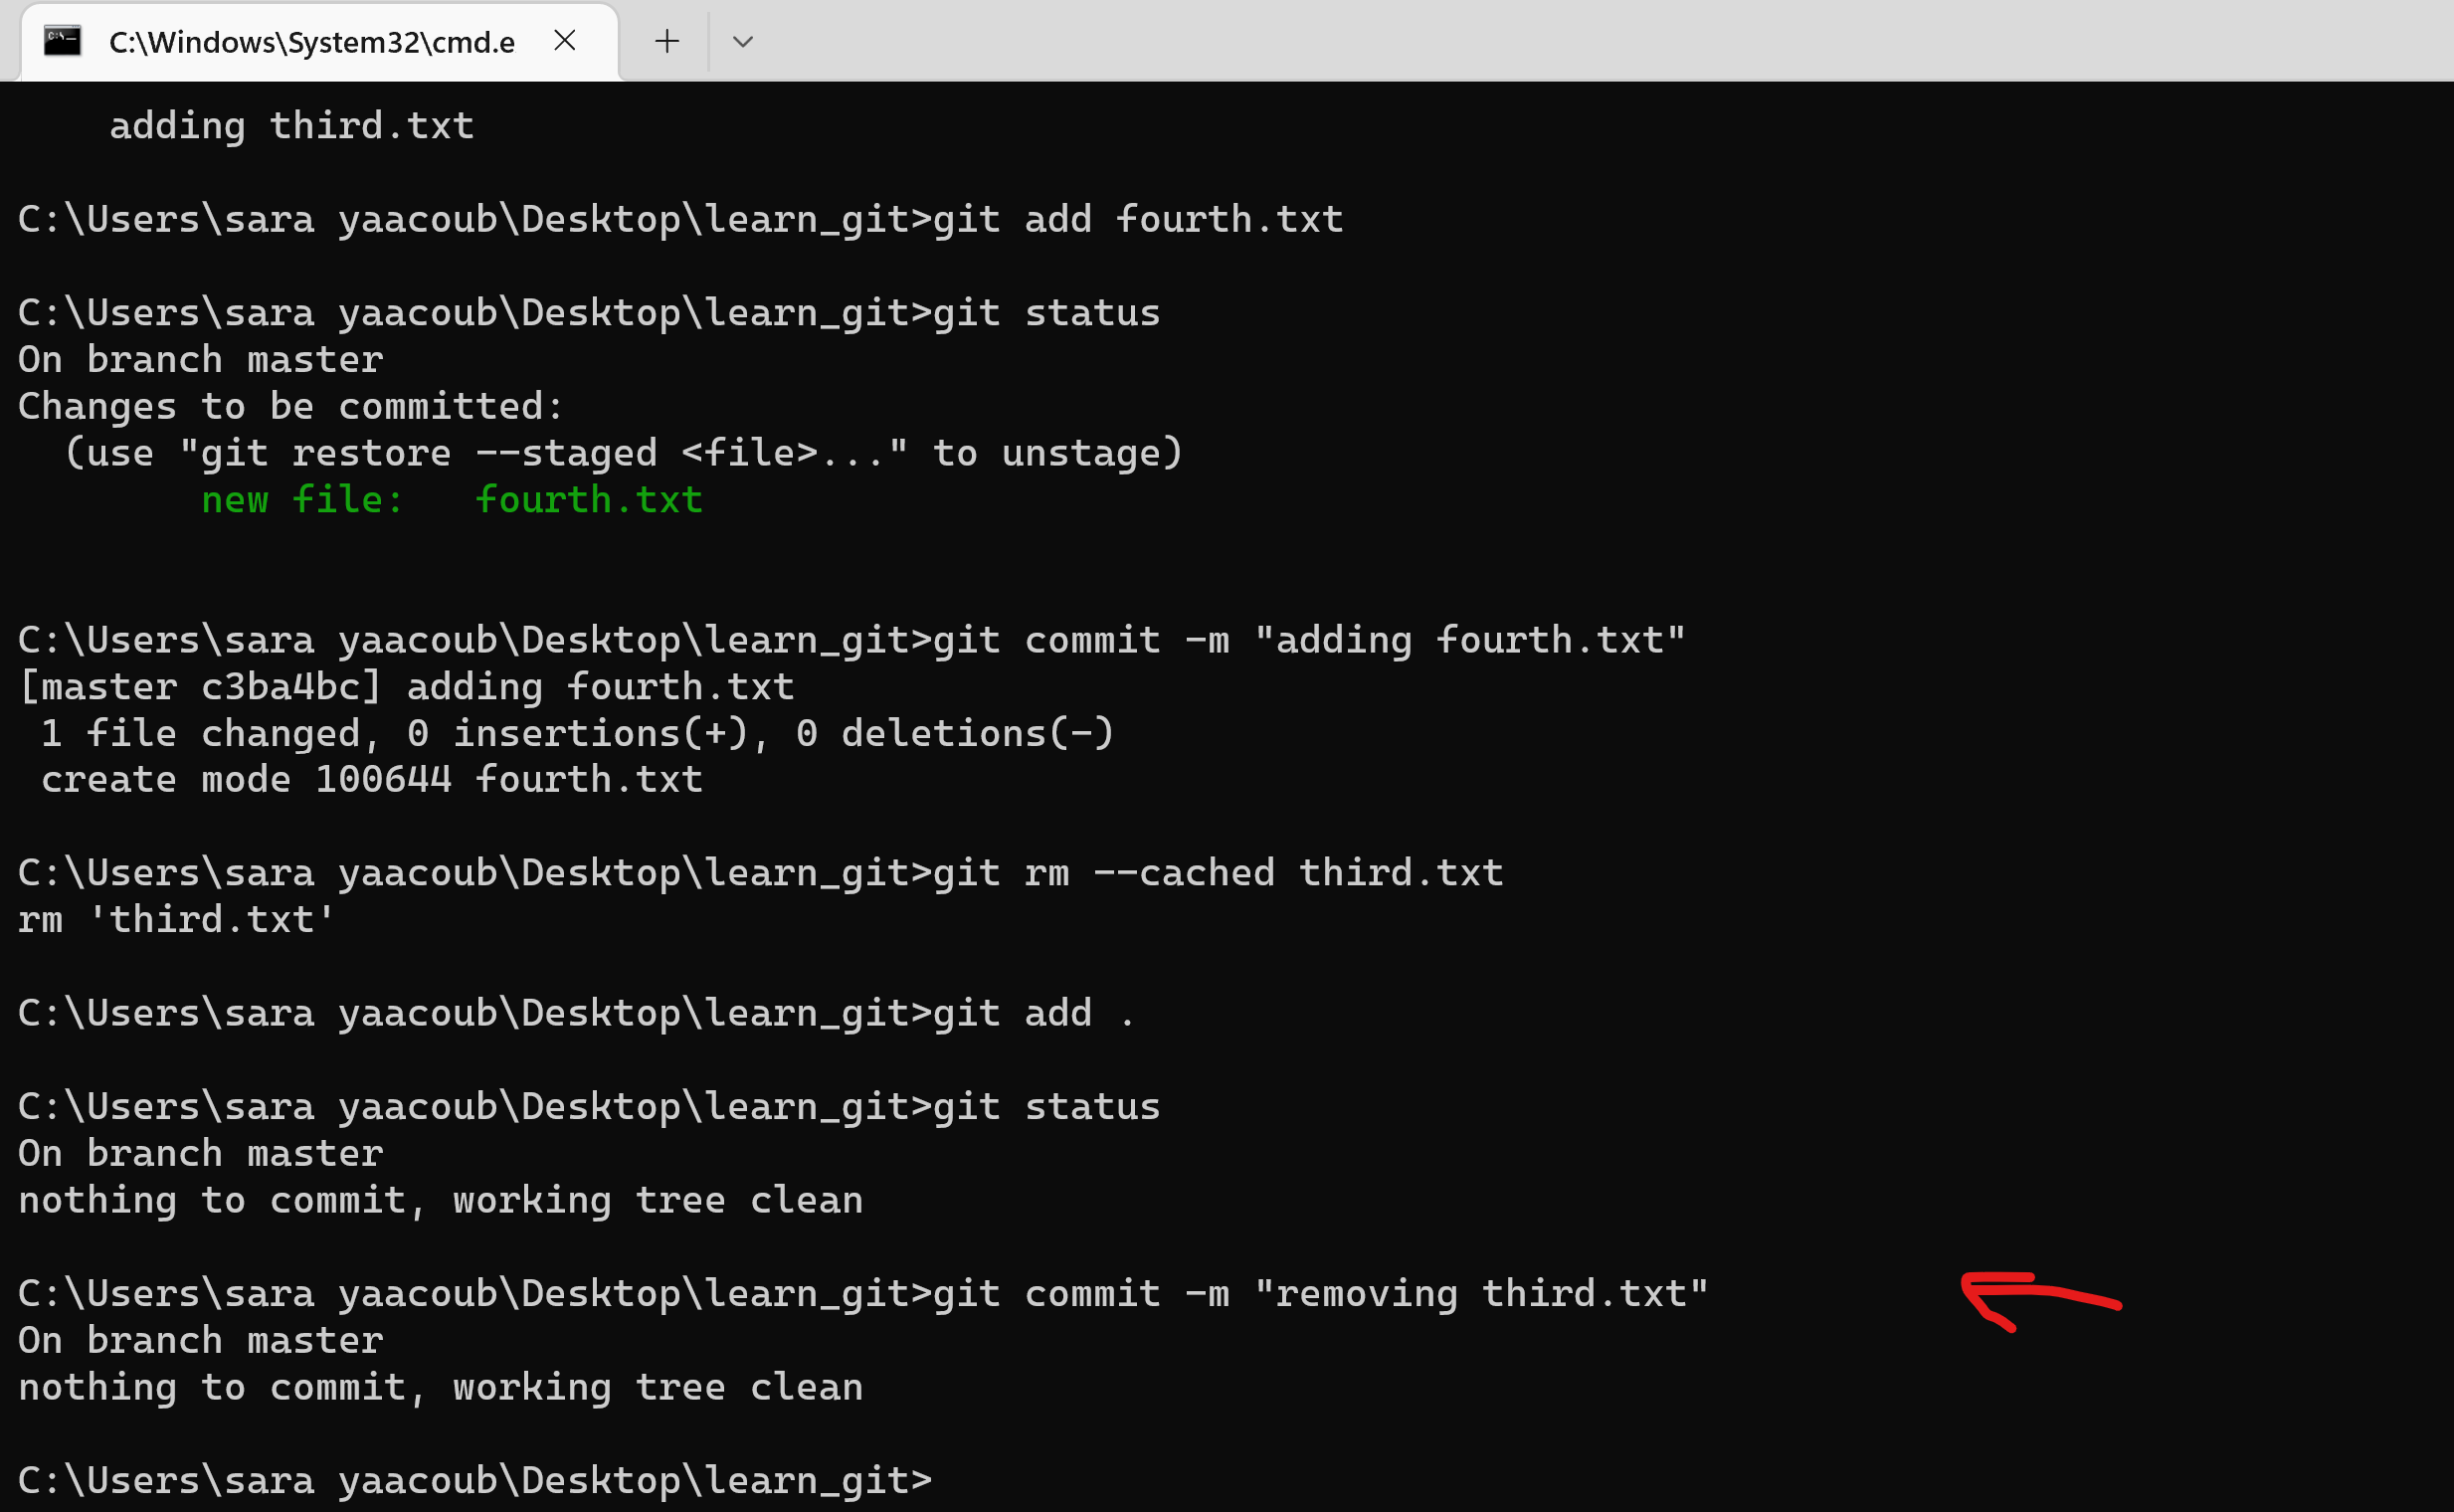 C:\Windows\System32\cmd.e
adding third.txt
C:\Users\sara yaacoub\Desktop\learn_git>git add fourth.txt
C:\Users\sara yaacoub\Desktop\learn_git>git status
On branch master
Changes to be committed:
(use "git restore --staged <file>..." to unstage)
new file:   fourth.txt
C:\Users\sara yaacoub\Desktop\learn_git>git commit -m "adding fourth.txt"
[master c3ba4bc] adding fourth.txt
1 file changed, 0 insertions(+), 0 deletions(-)
create mode 100644 fourth.txt
C:\Users\sara yaacoub\Desktop\learn_git>git rm --cached third.txt
rm 'third.txt'
C:\Users\sara yaacoub\Desktop\learn_git>git add .
C:\Users\sara yaacoub\Desktop\learn_git>git status
On branch master
nothing to commit, working tree clean
C:\Users\sara yaacoub\Desktop\learn_git>git commit -m "removing third.txt"
On branch master
nothing to commit, working tree clean
C:\Users\sara yaacoub\Desktop\learn_git>